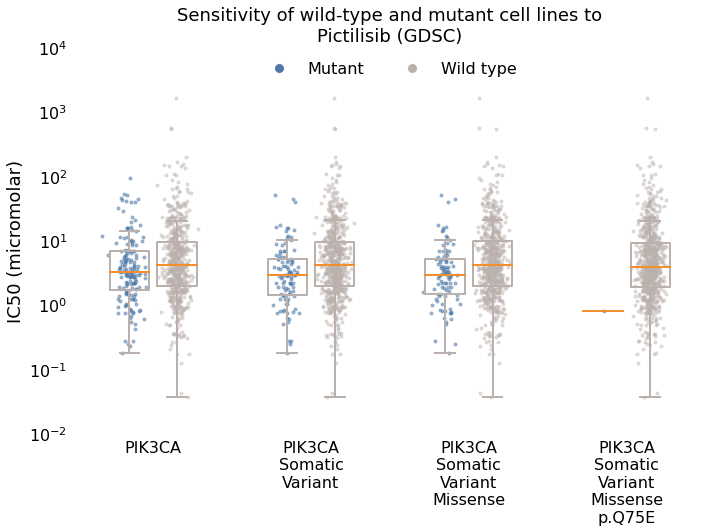 Sensitivity of wild-type and mutant cell lines to
Pictilisib (GDSC)
Mutant
Wild type
IC50 (micromolar)
10⁴
10³
10²
10¹
10⁰
10⁻¹
10⁻²
PIK3CA
PIK3CA
Somatic
Variant
PIK3CA
Somatic
Variant
Missense
PIK3CA
Somatic
Variant
Missense
p.Q75E